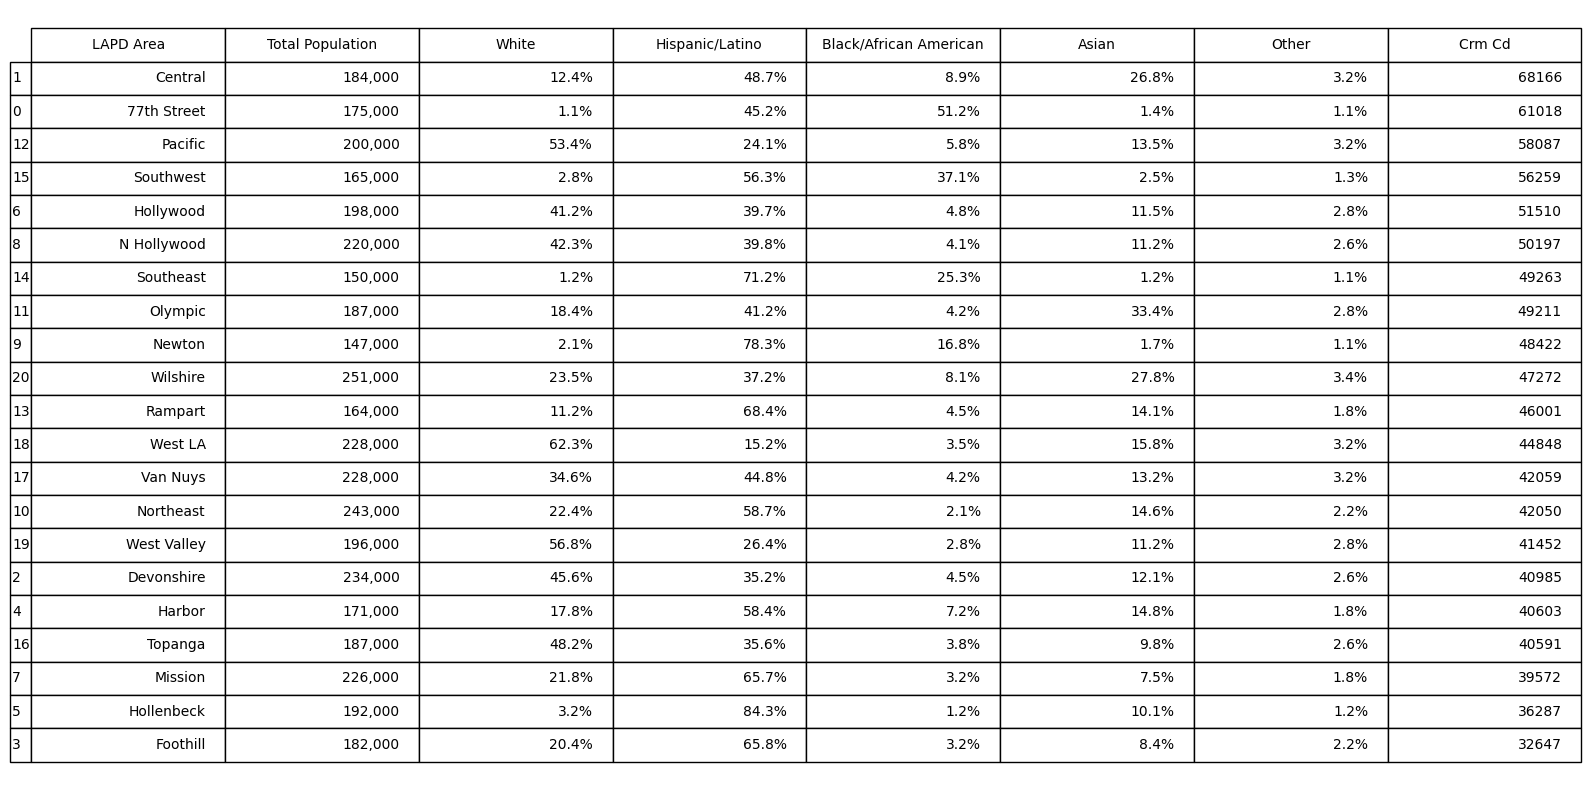 LAPD Area Total Population White Hispanic/Latino Black/African American Asian Other Crm Cd
1 Central 184,000 12.4% 48.7% 8.9% 26.8% 3.2% 68166
0 77th Street 175,000 1.1% 45.2% 51.2% 1.4% 1.1% 61018
12 Pacific 200,000 53.4% 24.1% 5.8% 13.5% 3.2% 58087
15 Southwest 165,000 2.8% 56.3% 37.1% 2.5% 1.3% 56259
6 Hollywood 198,000 41.2% 39.7% 4.8% 11.5% 2.8% 51510
8 N Hollywood 220,000 42.3% 39.8% 4.1% 11.2% 2.6% 50197
14 Southeast 150,000 1.2% 71.2% 25.3% 1.2% 1.1% 49263
11 Olympic 187,000 18.4% 41.2% 4.2% 33.4% 2.8% 49211
9 Newton 147,000 2.1% 78.3% 16.8% 1.7% 1.1% 48422
20 Wilshire 251,000 23.5% 37.2% 8.1% 27.8% 3.4% 47272
13 Rampart 164,000 11.2% 68.4% 4.5% 14.1% 1.8% 46001
18 West LA 228,000 62.3% 15.2% 3.5% 15.8% 3.2% 44848
17 Van Nuys 228,000 34.6% 44.8% 4.2% 13.2% 3.2% 42059
10 Northeast 243,000 22.4% 58.7% 2.1% 14.6% 2.2% 42050
19 West Valley 196,000 56.8% 26.4% 2.8% 11.2% 2.8% 41452
2 Devonshire 234,000 45.6% 35.2% 4.5% 12.1% 2.6% 40985
4 Harbor 171,000 17.8% 58.4% 7.2% 14.8% 1.8% 40603
16 Topanga 187,000 48.2% 35.6% 3.8% 9.8% 2.6% 40591
7 Mission 226,000 21.8% 65.7% 3.2% 7.5% 1.8% 39572
5 Hollenbeck 192,000 3.2% 84.3% 1.2% 10.1% 1.2% 36287
3 Foothill 182,000 20.4% 65.8% 3.2% 8.4% 2.2% 32647